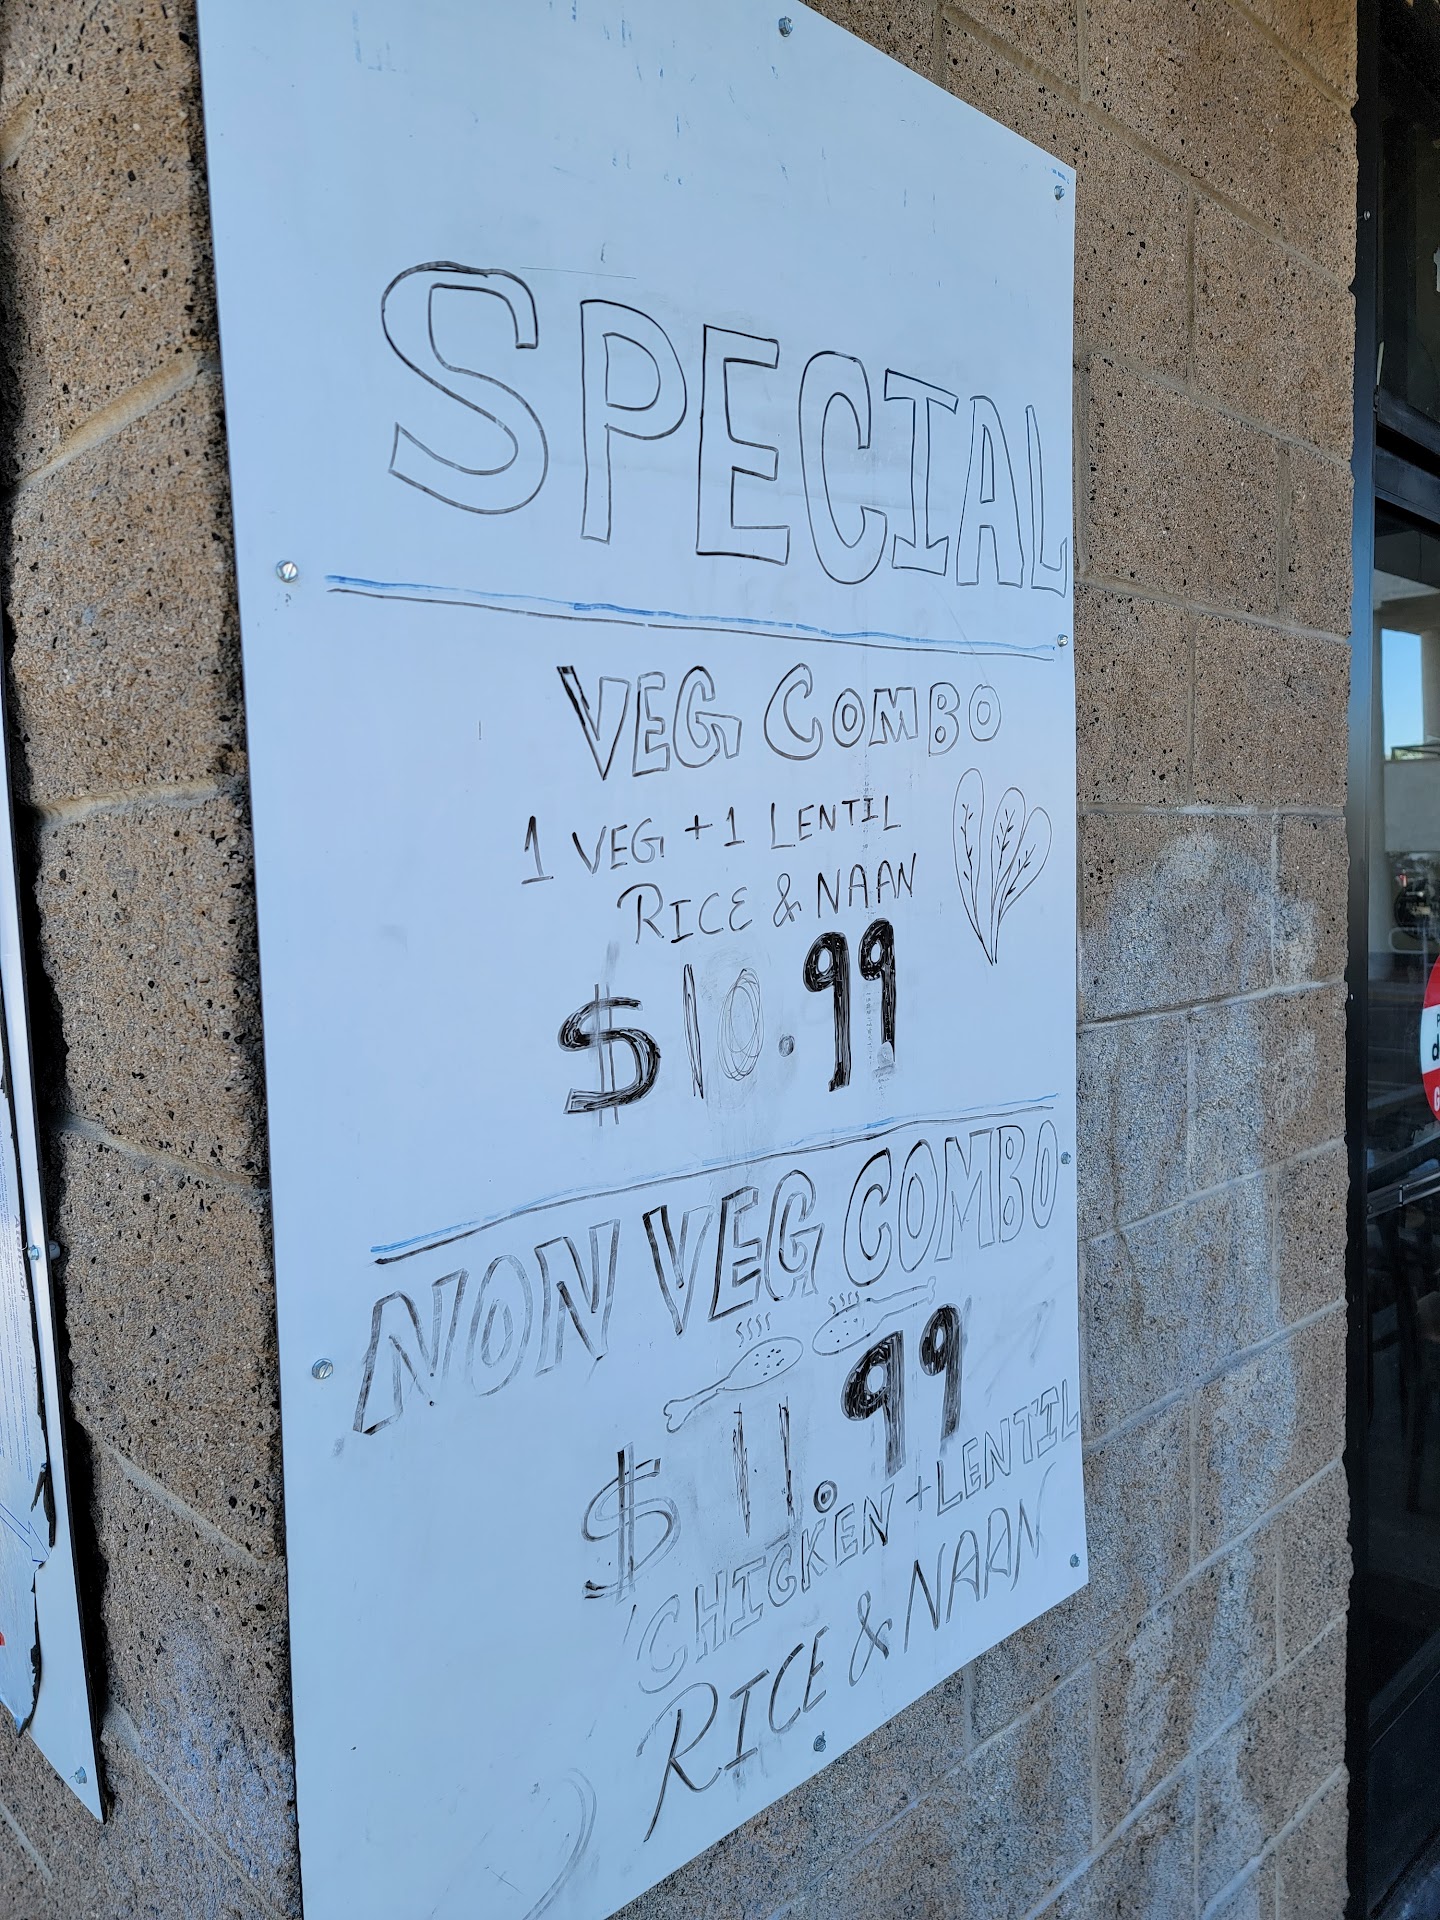 SPECIAL
VEG COMBO
1 VEG + 1 LENTIL
RICE & NAAN
$10.99
NON VEG COMBO
$11.99
CHICKEN + LENTIL
RICE & NAAN